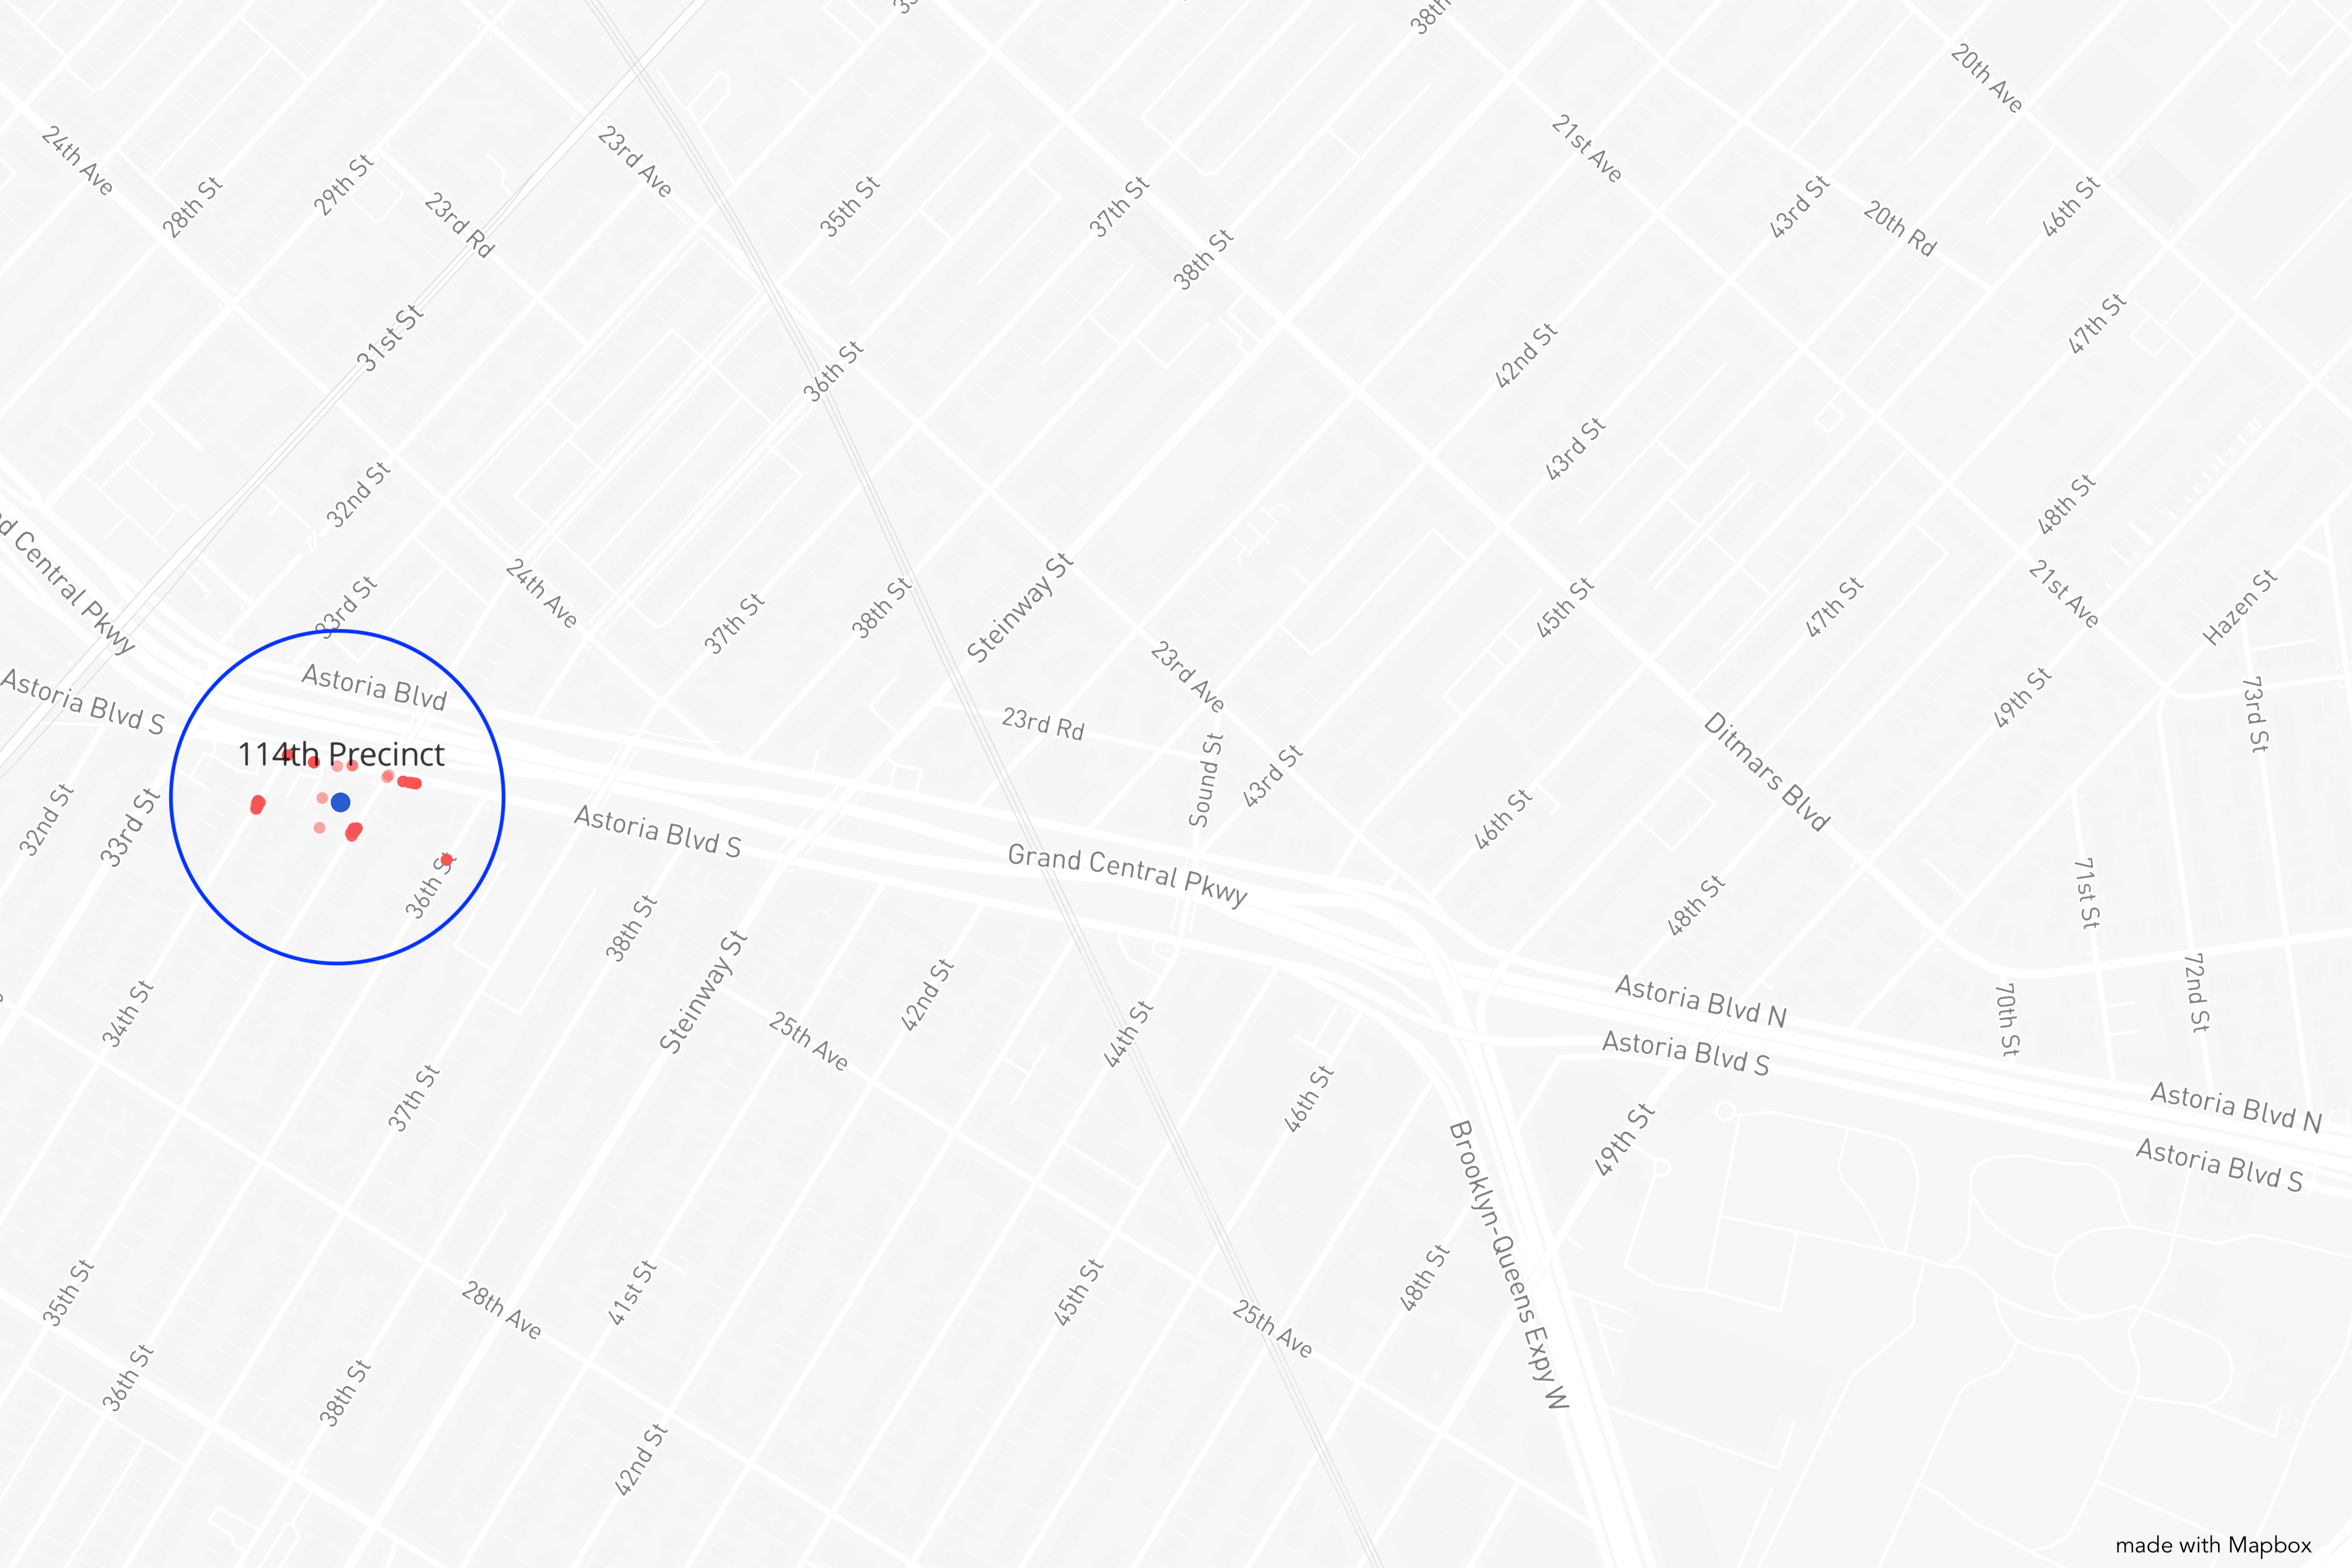 38th
20th Ave
24th Ave
23rd Ave
21st Ave
28th St
29th St
23rd Rd
35th St
37th St
38th St
43rd St
20th Rd
46th St
31st St
36th St
42nd St
47th St
32nd St
43rd St
48th St
Central Pkwy
33rd St
24th Ave
37th St
38th St
Steinway St
45th St
47th St
21st Ave
Hazen St
Astoria Blvd S
Astoria Blvd
23rd Rd
23rd Ave
49th St
73rd St
114th Precinct
Sound St
43rd St
Ditmars Blvd
32nd St
33rd St
Astoria Blvd S
46th St
36th St
Grand Central Pkwy
48th St
71st St
38th St
34th St
Steinway St
42nd St
25th Ave
44th St
Astoria Blvd N
Astoria Blvd S
70th St
72nd St
37th St
46th St
49th St
Astoria Blvd N
Astoria Blvd S
Brooklyn-Queens Expy W
35th St
28th Ave
41st St
45th St
25th Ave
48th St
36th St
38th St
42nd St
made with Mapbox